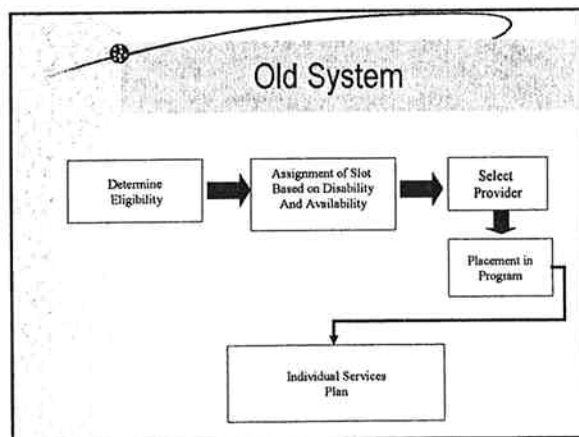 Old System
Determine
Eligibility
Assignment of Slot
Based on Disability
And Availability
Select
Provider
Placement in
Program
Individual Services
Plan